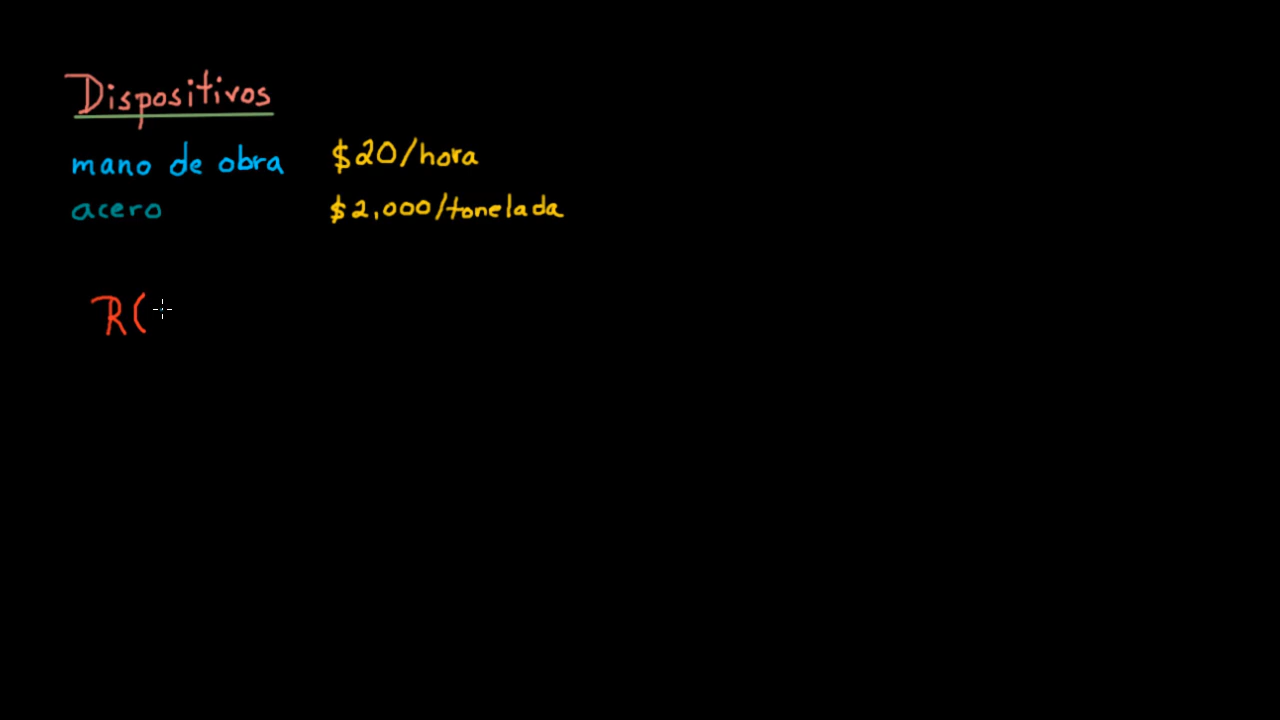 Dispositivos
mano de obra $20/hora
acero $2,000/tonelada
R(